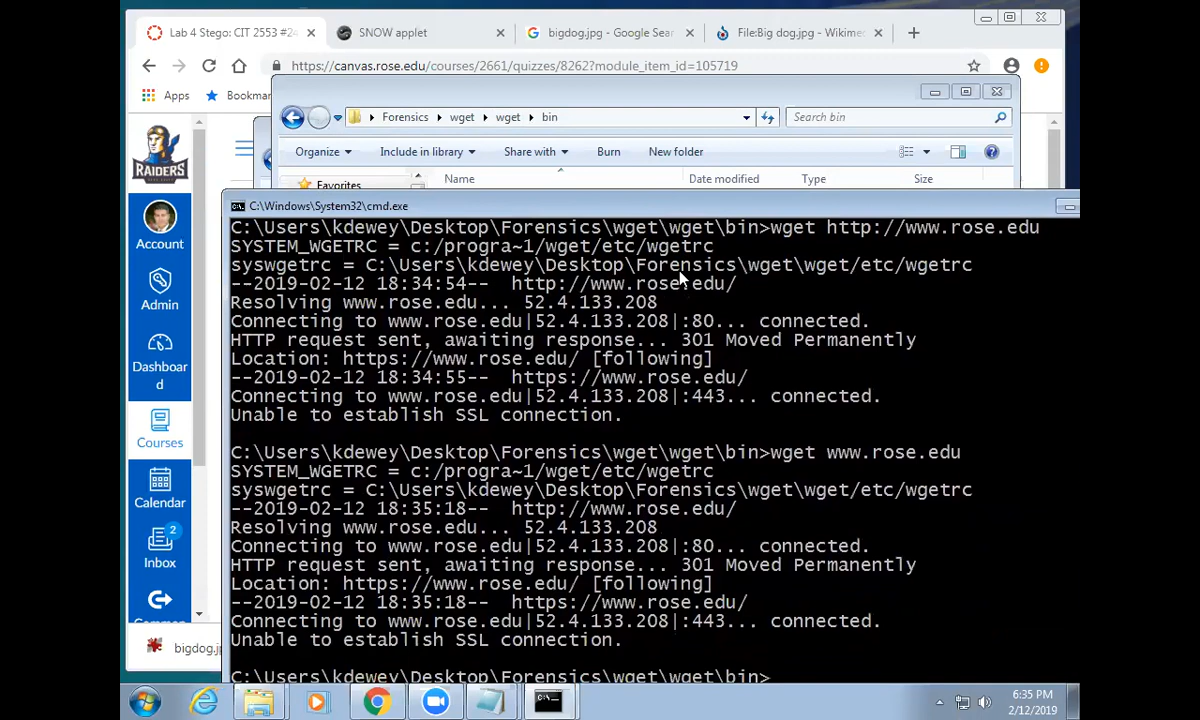 Lab 4 Stego: CIT 2553 #24
SNOW applet
bigdog.jpg - Google Sear
File:Big dog.jpg - Wikimed
https://canvas.rose.edu/courses/2661/quizzes/8262?module_item_id=105719
Apps
Bookmar
Forensics
wget
wget
bin
Search bin
Organize
Include in library
Share with
Burn
New folder
Favorites
Name
Date modified
Type
Size
RAIDERS
Account
Admin
Dashboar
d
Courses
Calendar
2
Inbox
bigdog.jp
C:\Windows\System32\cmd.exe
C:\Users\kdewey\Desktop\Forensics\wget\wget\bin>wget http://www.rose.edu
SYSTEM_WGETRC = c:/progra~1/wget/etc/wgetrc
syswgetrc = C:\Users\kdewey\Desktop\Forensics\wget\wget/etc/wgetrc
--2019-02-12 18:34:54--  http://www.rose.edu/
Resolving www.rose.edu... 52.4.133.208
Connecting to www.rose.edu|52.4.133.208|:80... connected.
HTTP request sent, awaiting response... 301 Moved Permanently
Location: https://www.rose.edu/ [following]
--2019-02-12 18:34:55--  https://www.rose.edu/
Connecting to www.rose.edu|52.4.133.208|:443... connected.
Unable to establish SSL connection.
C:\Users\kdewey\Desktop\Forensics\wget\wget\bin>wget www.rose.edu
SYSTEM_WGETRC = c:/progra~1/wget/etc/wgetrc
syswgetrc = C:\Users\kdewey\Desktop\Forensics\wget\wget/etc/wgetrc
--2019-02-12 18:35:18--  http://www.rose.edu/
Resolving www.rose.edu... 52.4.133.208
Connecting to www.rose.edu|52.4.133.208|:80... connected.
HTTP request sent, awaiting response... 301 Moved Permanently
Location: https://www.rose.edu/ [following]
--2019-02-12 18:35:18--  https://www.rose.edu/
Connecting to www.rose.edu|52.4.133.208|:443... connected.
Unable to establish SSL connection.
C:\Users\kdewey\Desktop\Forensics\wget\wget\bin>
6:35 PM
2/12/2019